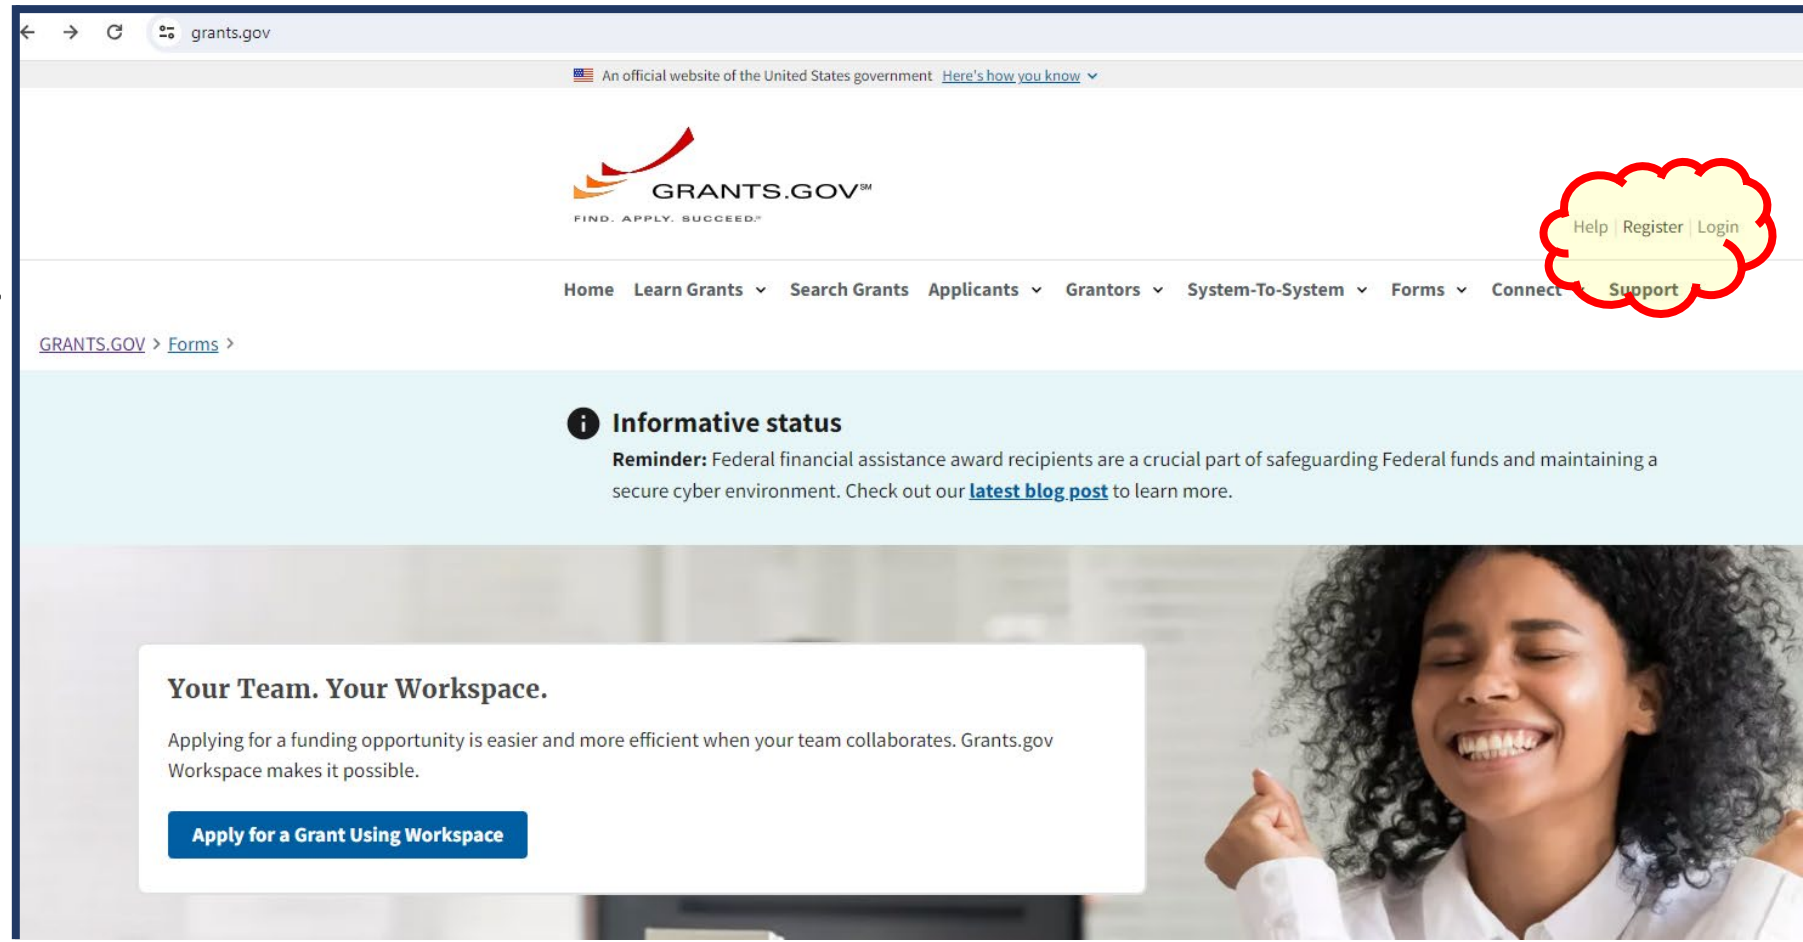 grants.gov
An official website of the United States government Here's how you know
GRANTS.GOV℠
FIND. APPLY. SUCCEED.℠
Help | Register | Login
Home Learn Grants Search Grants Applicants Grantors System-To-System Forms Connect Support
GRANTS.GOV > Forms >
Informative status
Reminder: Federal financial assistance award recipients are a crucial part of safeguarding Federal funds and maintaining a
secure cyber environment. Check out our latest blog post to learn more.
Your Team. Your Workspace.
Applying for a funding opportunity is easier and more efficient when your team collaborates. Grants.gov
Workspace makes it possible.
Apply for a Grant Using Workspace